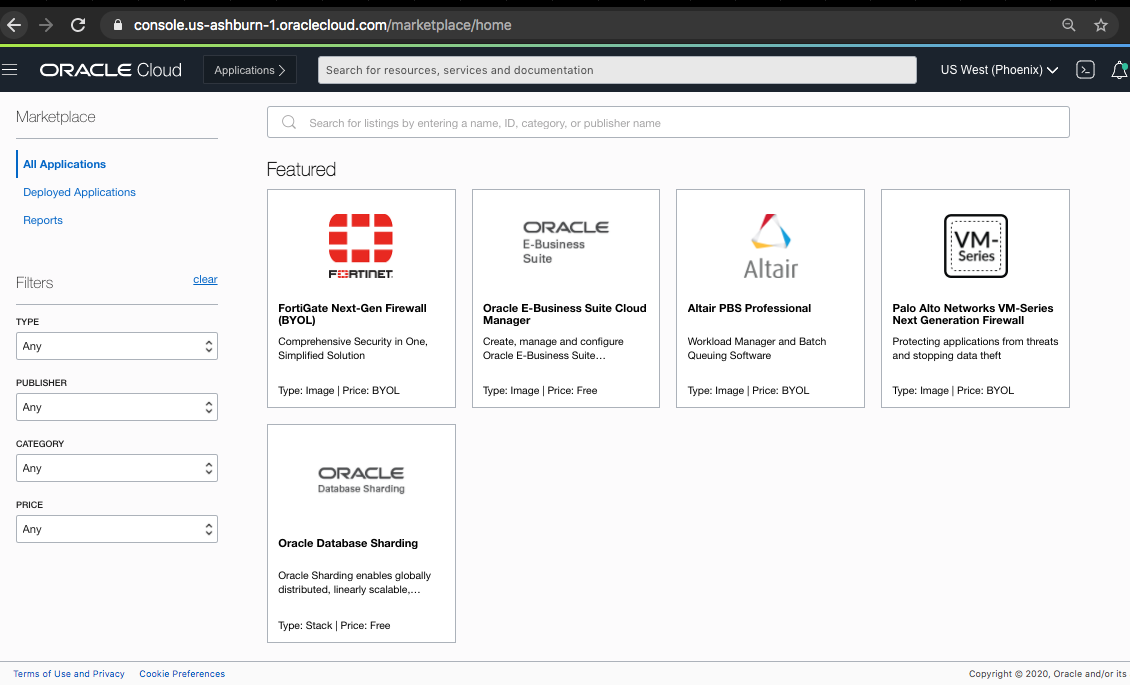 console.us-ashburn-1.oraclecloud.com/marketplace/home
ORACLE Cloud
Applications
Search for resources, services and documentation
US West (Phoenix)
Marketplace
All Applications
Deployed Applications
Reports
Filters
clear
TYPE
Any
PUBLISHER
Any
CATEGORY
Any
PRICE
Any
Search for listings by entering a name, ID, category, or publisher name
Featured
FORTINET
FortiGate Next-Gen Firewall
(BYOL)
Comprehensive Security in One,
Simplified Solution
Type: Image | Price: BYOL
ORACLE
E-Business
Suite
Oracle E-Business Suite Cloud
Manager
Create, manage and configure
Oracle E-Business Suite…
Type: Image | Price: Free
Altair
Altair PBS Professional
Workload Manager and Batch
Queuing Software
Type: Image | Price: BYOL
VM-
Series
Palo Alto Networks VM-Series
Next Generation Firewall
Protecting applications from threats
and stopping data theft
Type: Image | Price: BYOL
ORACLE
Database Sharding
Oracle Database Sharding
Oracle Sharding enables globally
distributed, linearly scalable,…
Type: Stack | Price: Free
Terms of Use and Privacy
Cookie Preferences
Copyright © 2020, Oracle and/or its